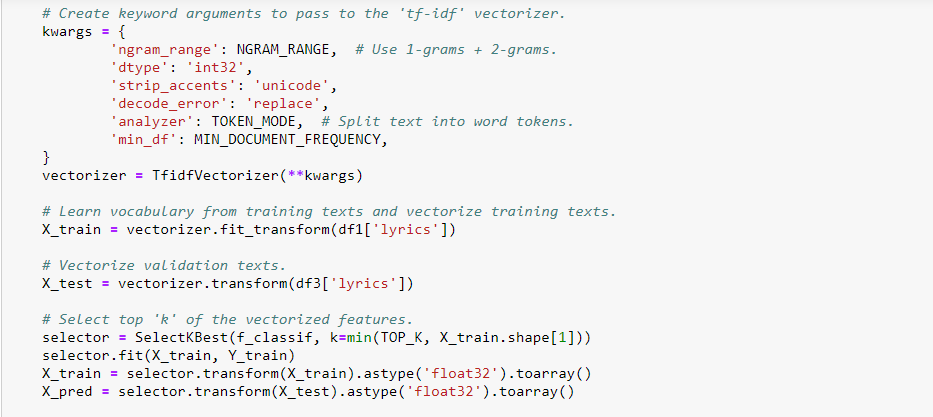 # Create keyword arguments to pass to the 'tf-idf' vectorizer.
kwargs = {
        'ngram_range': NGRAM_RANGE,  # Use 1-grams + 2-grams.
        'dtype': 'int32',
        'strip_accents': 'unicode',
        'decode_error': 'replace',
        'analyzer': TOKEN_MODE,  # Split text into word tokens.
        'min_df': MIN_DOCUMENT_FREQUENCY,
}
vectorizer = TfidfVectorizer(**kwargs)

# Learn vocabulary from training texts and vectorize training texts.
X_train = vectorizer.fit_transform(df1['lyrics'])

# Vectorize validation texts.
X_test = vectorizer.transform(df3['lyrics'])

# Select top 'k' of the vectorized features.
selector = SelectKBest(f_classif, k=min(TOP_K, X_train.shape[1]))
selector.fit(X_train, Y_train)
X_train = selector.transform(X_train).astype('float32').toarray()
X_pred = selector.transform(X_test).astype('float32').toarray()